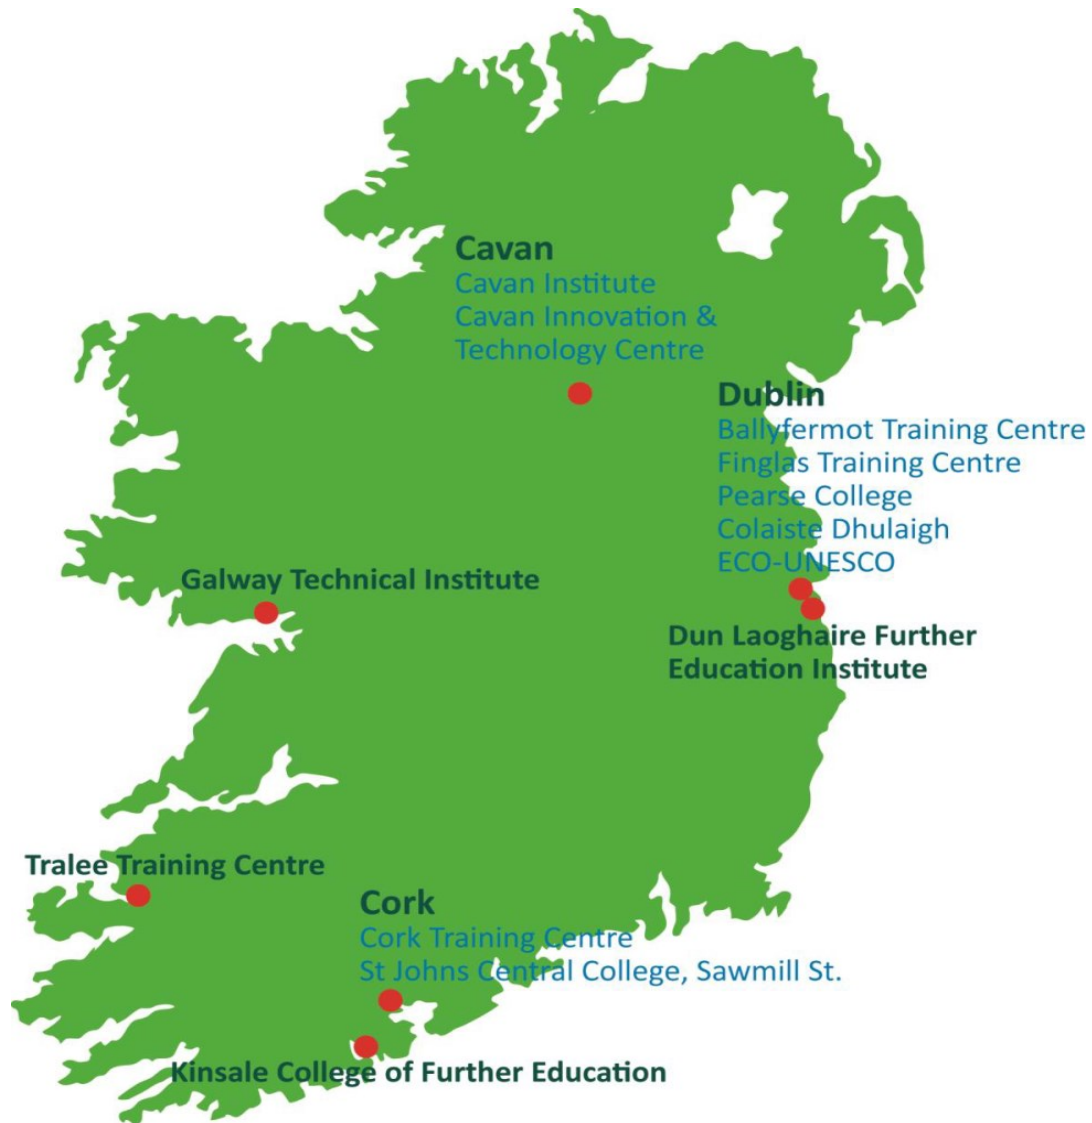 Cavan
Cavan Institute
Cavan Innovation &
Technology Centre
Dublin
Ballyfermot Training Centre
Finglas Training Centre
Pearse College
Colaiste Dhulaigh
ECO-UNESCO
Galway Technical Institute
Dun Laoghaire Further
Education Institute
Tralee Training Centre
Cork
Cork Training Centre
St Johns Central College, Sawmill St.
Kinsale College of Further Education